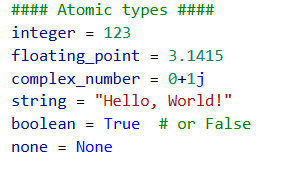 #### Atomic types ####
integer = 123
floating_point = 3.1415
complex_number = 0+1j
string = "Hello, World!"
boolean = True  # or False
none = None